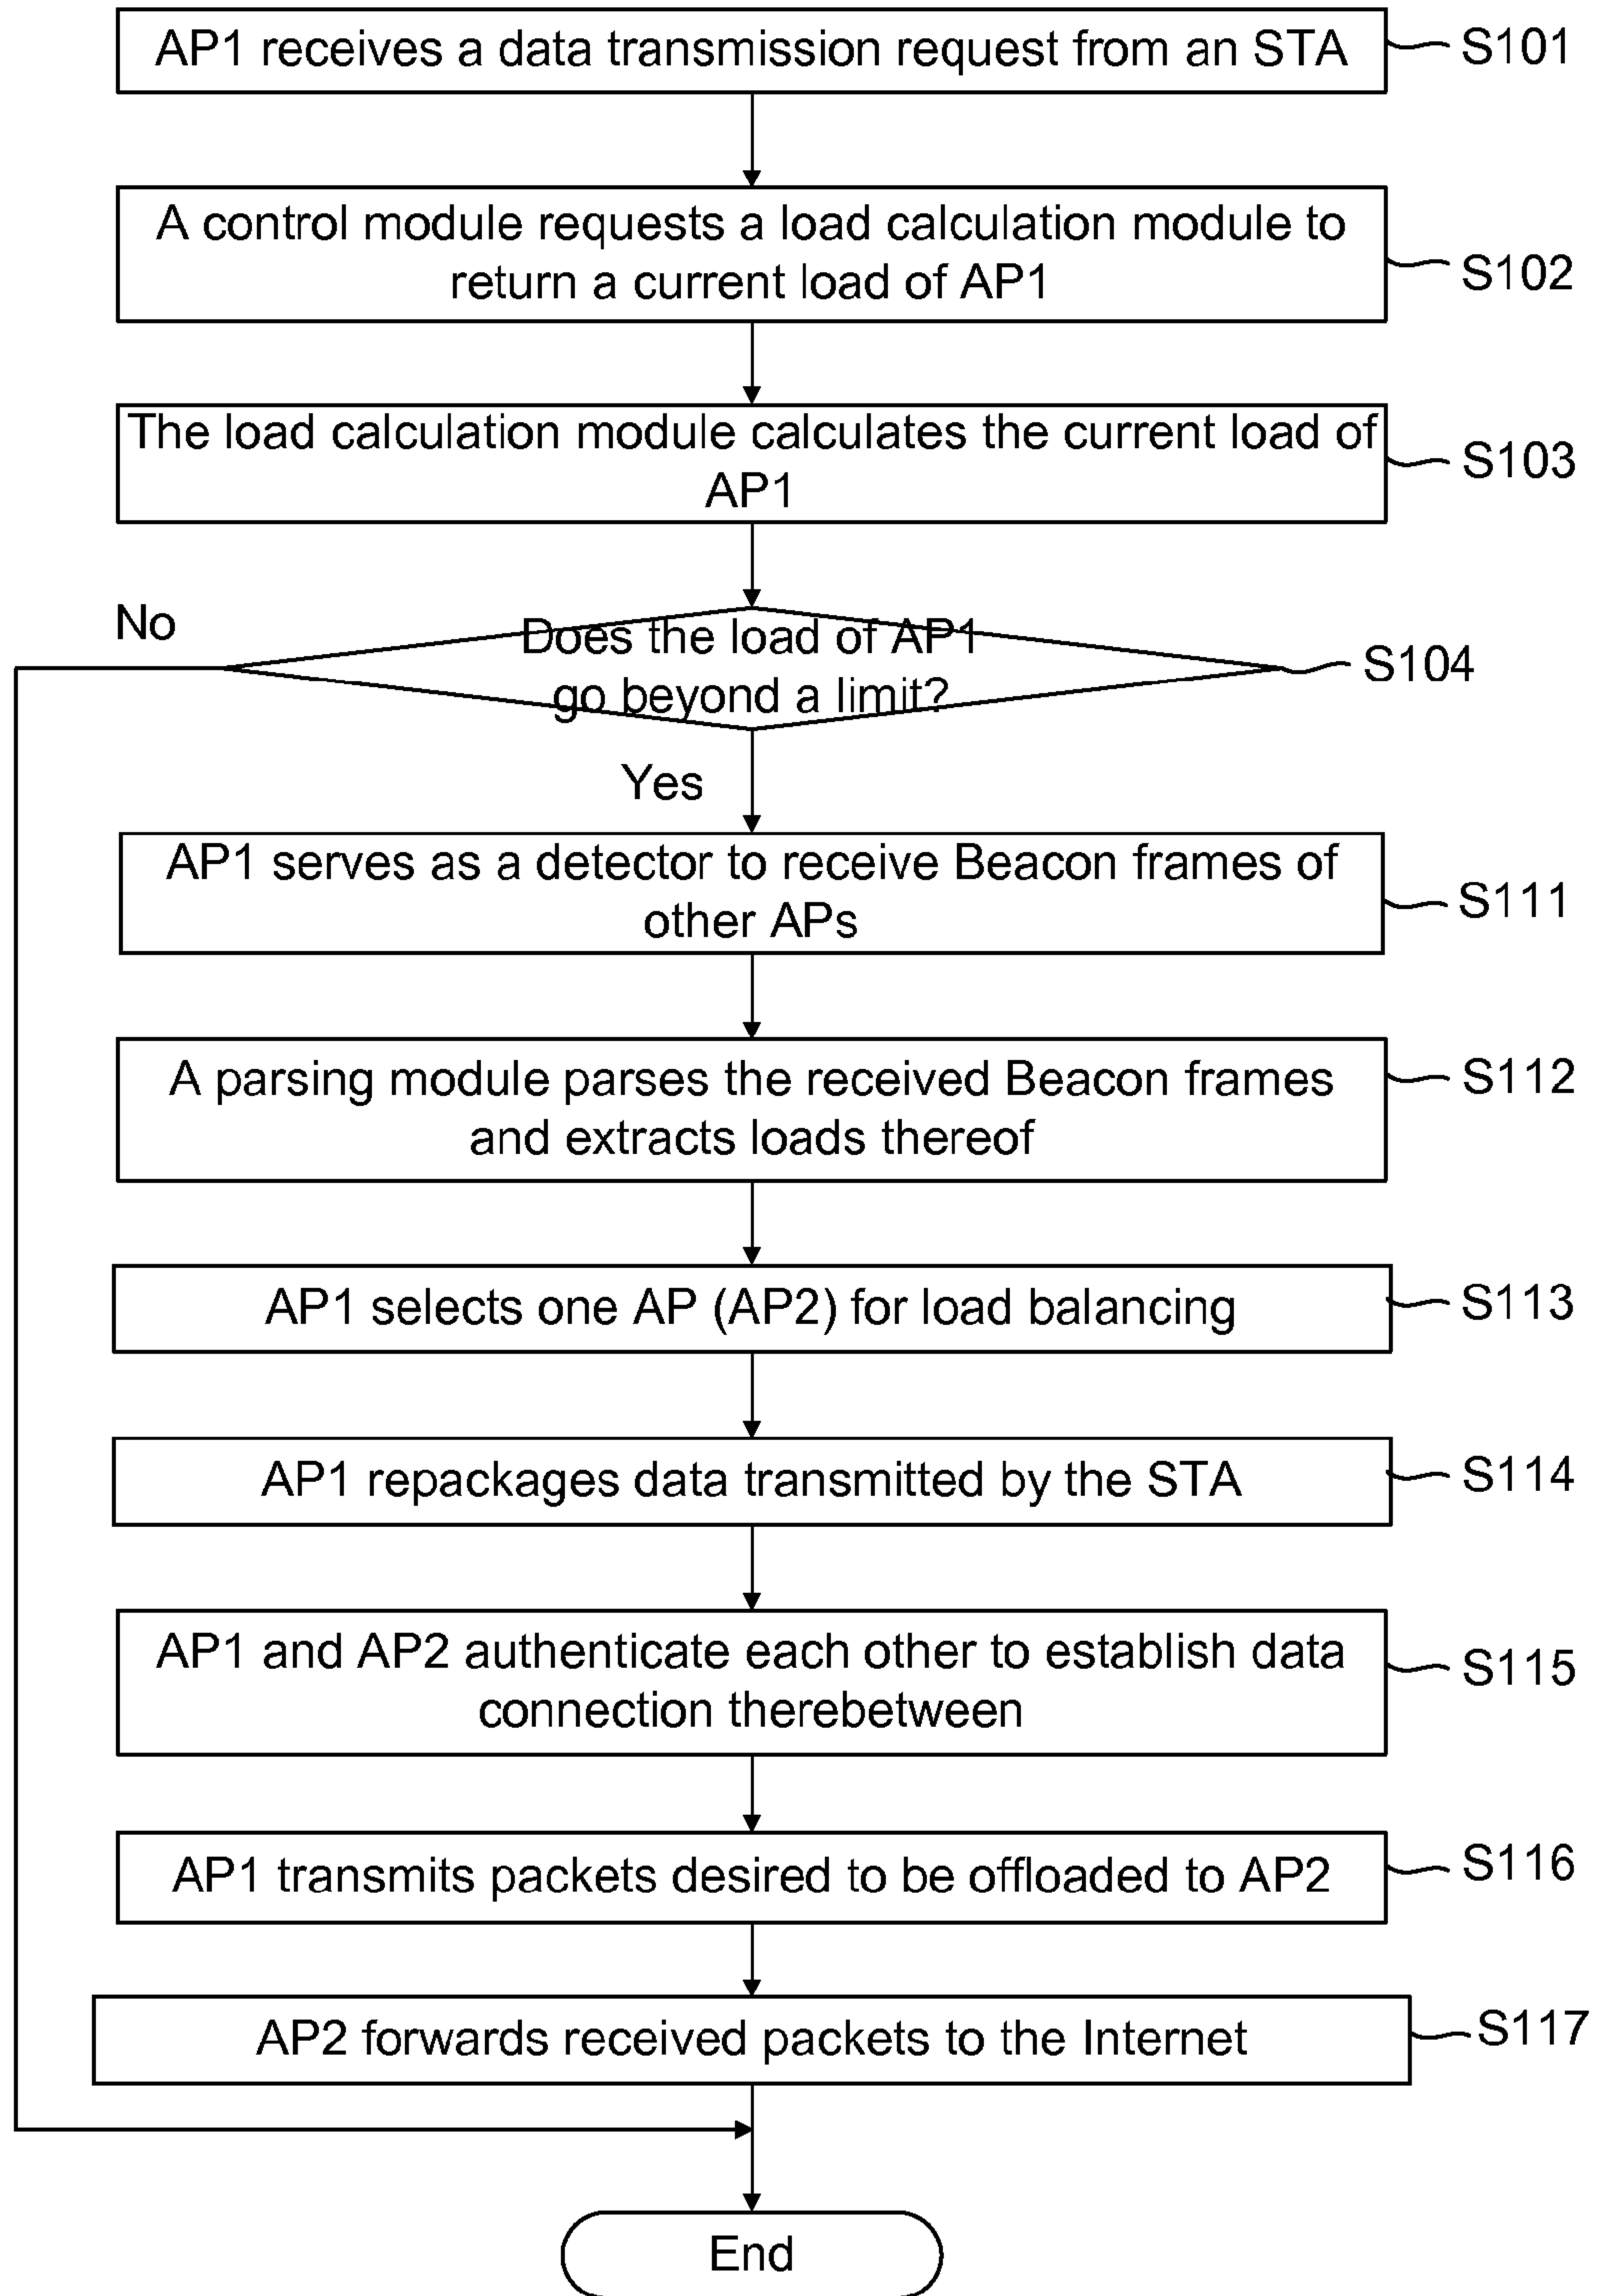 AP1 receives a data transmission request from an STA
S101
A control module requests a load calculation module to
return a current load of AP1
S102
The load calculation module calculates the current load of
AP1
S103
No
Does the load of AP1
go beyond a limit?
S104
Yes
AP1 serves as a detector to receive Beacon frames of
other APs
S111
A parsing module parses the received Beacon frames
and extracts loads thereof
S112
AP1 selects one AP (AP2) for load balancing
S113
AP1 repackages data transmitted by the STA
S114
AP1 and AP2 authenticate each other to establish data
connection therebetween
S115
AP1 transmits packets desired to be offloaded to AP2
S116
AP2 forwards received packets to the Internet
S117
End